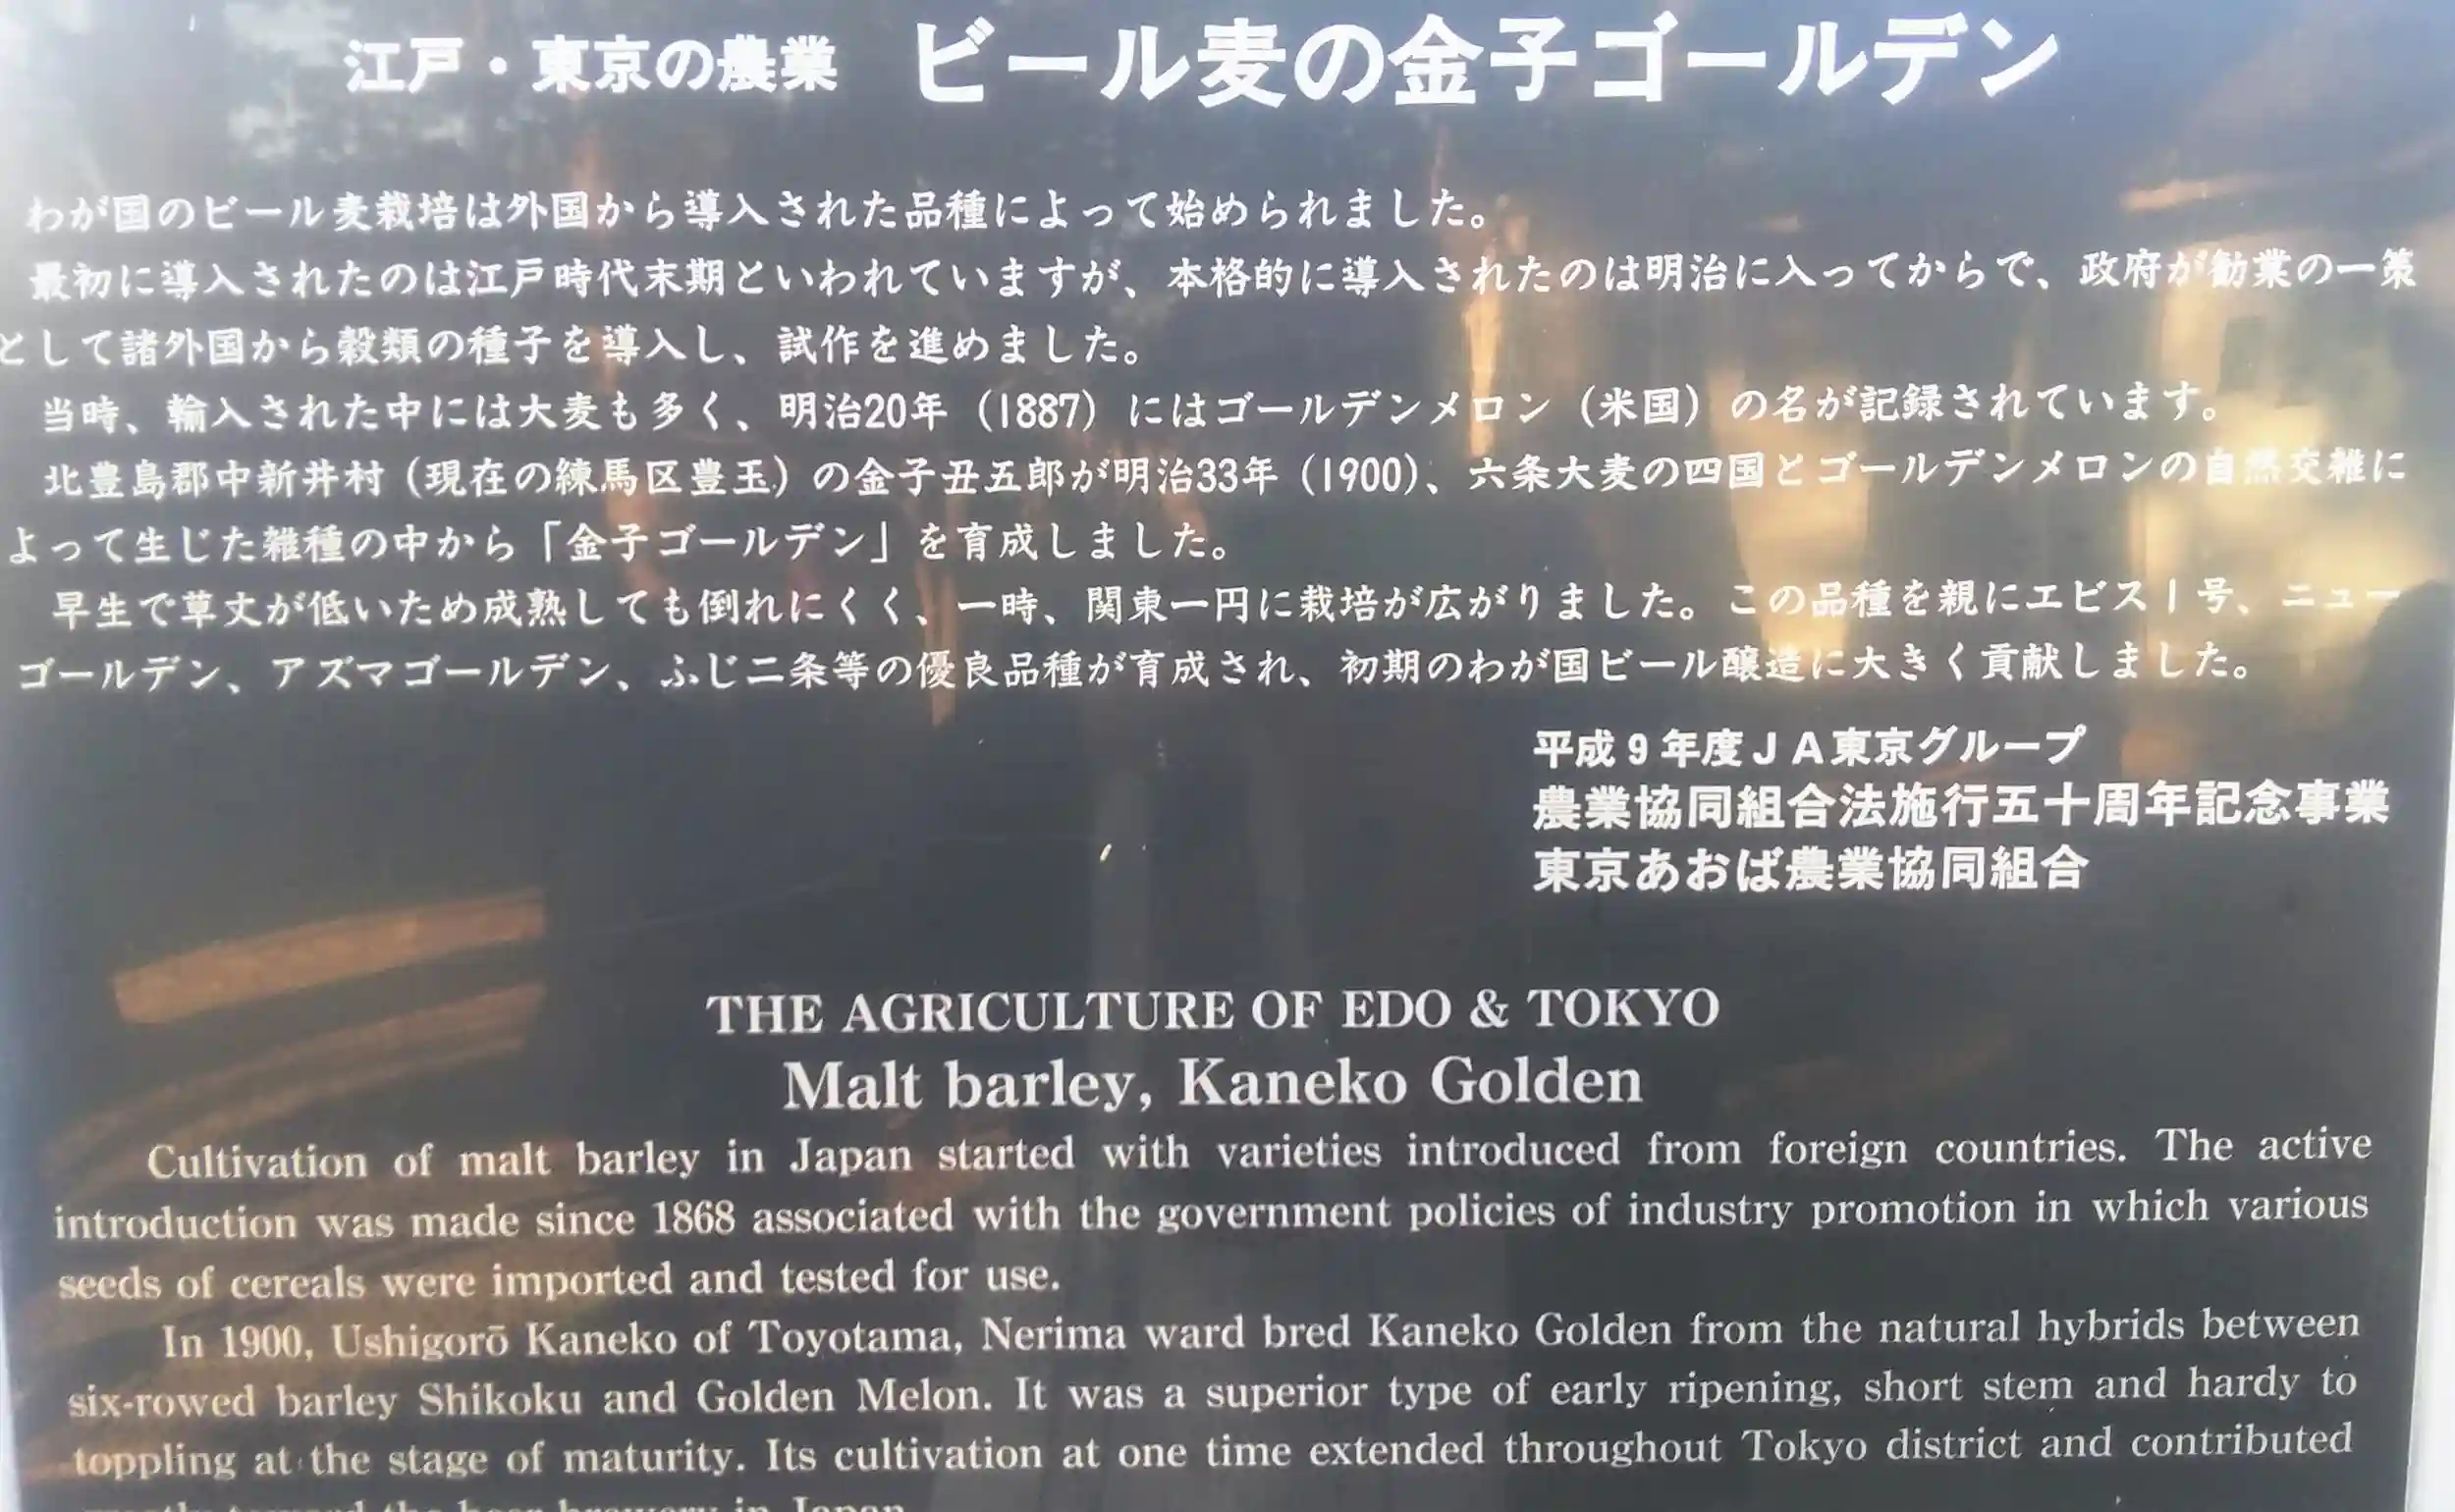 江戸・東京の農業 ビール麦の金子ゴールデン
わが国のビール麦栽培は外国から導入された品種によって始められました。
最初に導入されたのは江戸時代末期といわれていますが、本格的に導入されたのは明治に入ってからで、政府が勧業の一策
として諸外国から穀類の種子を導入し、試作を進めました。
当時、輸入された中には大麦も多く、明治20年（1887）にはゴールデンメロン（米国）の名が記録されています。
北豊島郡中新井村（現在の練馬区豊玉）の金子丑五郎が明治33年（1900）、六条大麦の四国とゴールデンメロンの自然交雑に
よって生じた雑種の中から「金子ゴールデン」を育成しました。
早生で草丈が低いため成熟しても倒れにくく、一時、関東一円に栽培が広がりました。この品種を親にエビス1号、ニュー
ゴールデン、アズマゴールデン、ふじ二条等の優良品種が育成され、初期のわが国ビール醸造に大きく貢献しました。
平成9年度JA東京グループ
農業協同組合法施行五十周年記念事業
東京あおば農業協同組合
THE AGRICULTURE OF EDO & TOKYO
Malt barley, Kaneko Golden
Cultivation of malt barley in Japan started with varieties introduced from foreign countries. The active
introduction was made since 1868 associated with the government policies of industry promotion in which various
seeds of cereals were imported and tested for use.
In 1900, Ushigorō Kaneko of Toyotama, Nerima ward bred Kaneko Golden from the natural hybrids between
six-rowed barley Shikoku and Golden Melon. It was a superior type of early ripening, short stem and hardy to
toppling at the stage of maturity. Its cultivation at one time extended throughout Tokyo district and contributed
the beer brewery in Japan